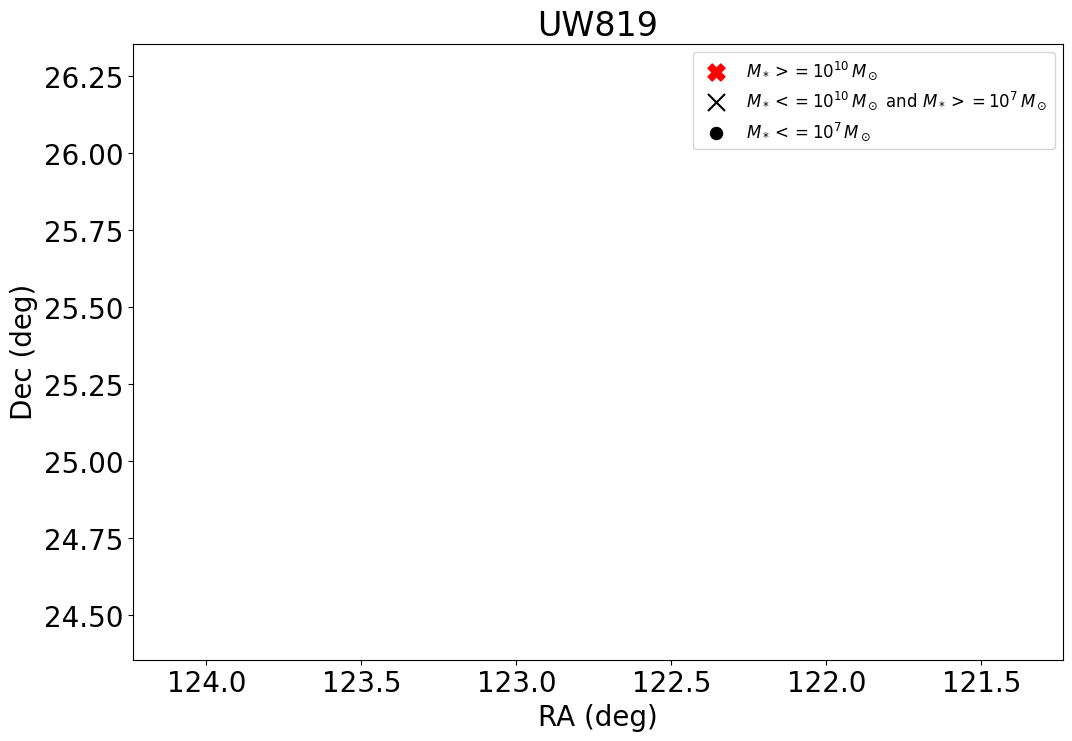 UW819
M* >= 10^10 M⊙
M* <= 10^10 M⊙ and M* >= 10^7 M⊙
M* <= 10^7 M⊙
Dec (deg)
26.25
26.00
25.75
25.50
25.25
25.00
24.75
24.50
124.0 123.5 123.0 122.5 122.0 121.5
RA (deg)